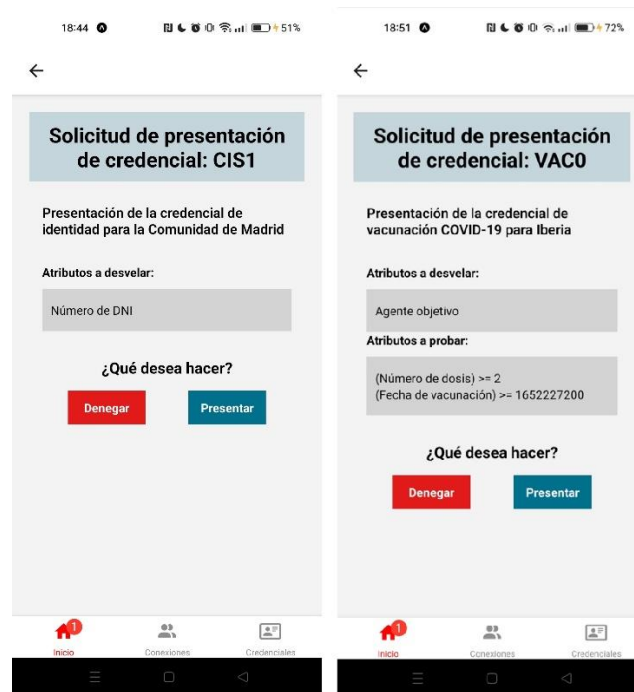 18:44
51%
Solicitud de presentación
de credencial: CIS1
Presentación de la credencial de
identidad para la Comunidad de Madrid
Atributos a desvelar:
Número de DNI
¿Qué desea hacer?
Denegar
Presentar
1
Inicio
Conexiones
Credenciales
18:51
72%
Solicitud de presentación
de credencial: VAC0
Presentación de la credencial de
vacunación COVID-19 para Iberia
Atributos a desvelar:
Agente objetivo
Atributos a probar:
(Número de dosis) >= 2
(Fecha de vacunación) >= 1652227200
¿Qué desea hacer?
Denegar
Presentar
1
Inicio
Conexiones
Credenciales